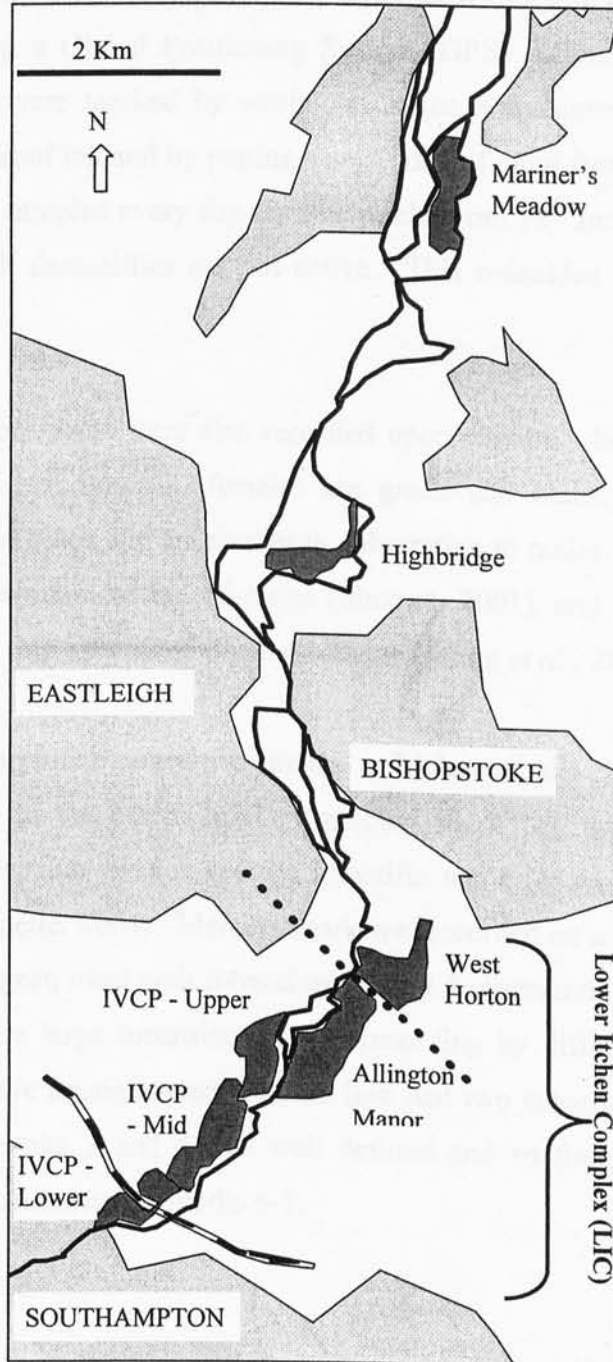 2 Km
N
Mariner's
Meadow
Highbridge
EASTLEIGH
BISHOPSTOKE
West
Horton
IVCP - Upper
Allington
Manor
IVCP
- Mid
IVCP -
Lower
Lower Itchen Complex (LIC)
SOUTHAMPTON